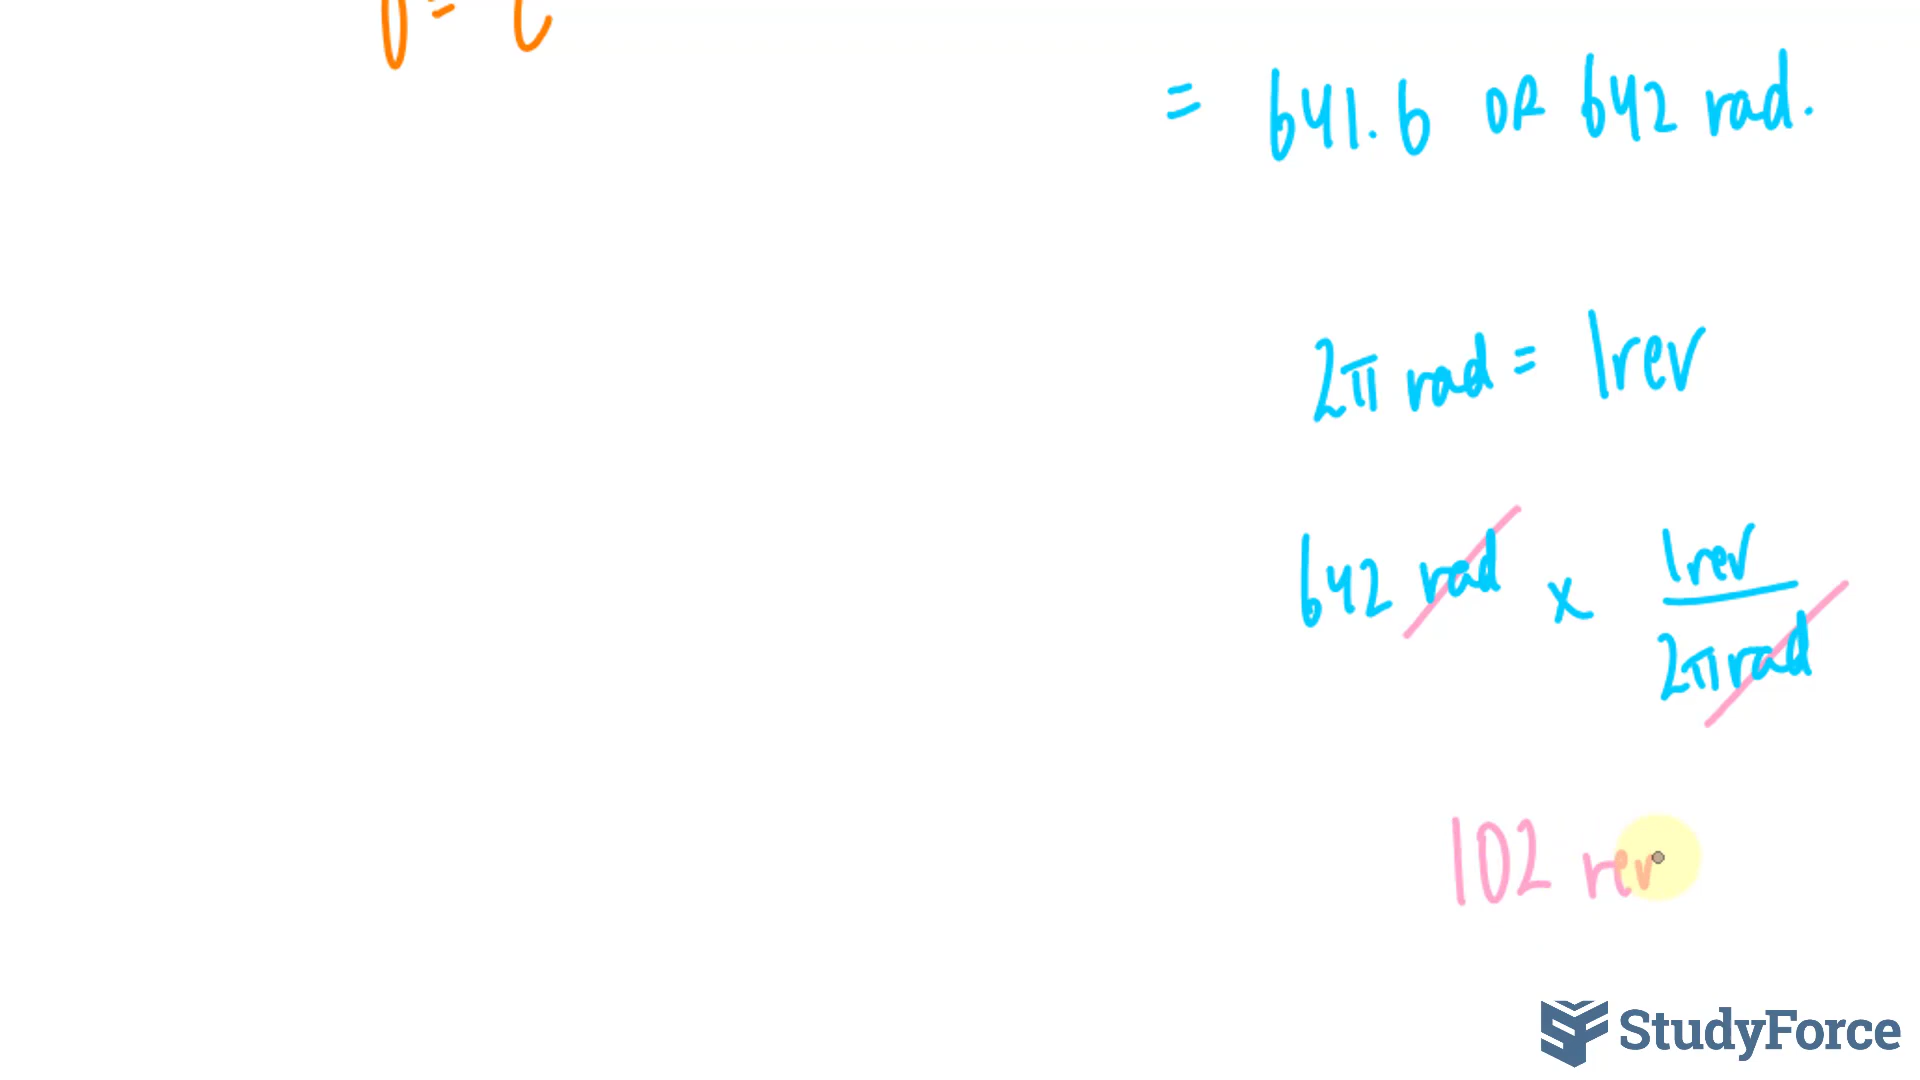 = 641.6 OR 642 rad.
2π rad = 1rev
642 rad x 1rev
2π rad
102 rev
StudyForce